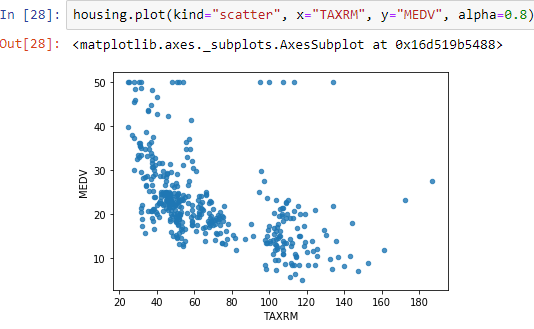 In [28]: housing.plot(kind="scatter", x="TAXRM", y="MEDV", alpha=0.8)
Out[28]: <matplotlib.axes._subplots.AxesSubplot at 0x16d519b5488>
50
40
30
20
10
MEDV
20 40 60 80 100 120 140 160 180
TAXRM